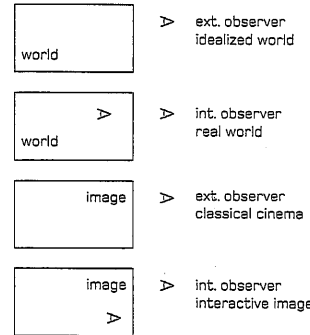 world
ext. observer
idealized world
world
int. observer
real world
image
ext. observer
classical cinema
image
int. observer
interactive image